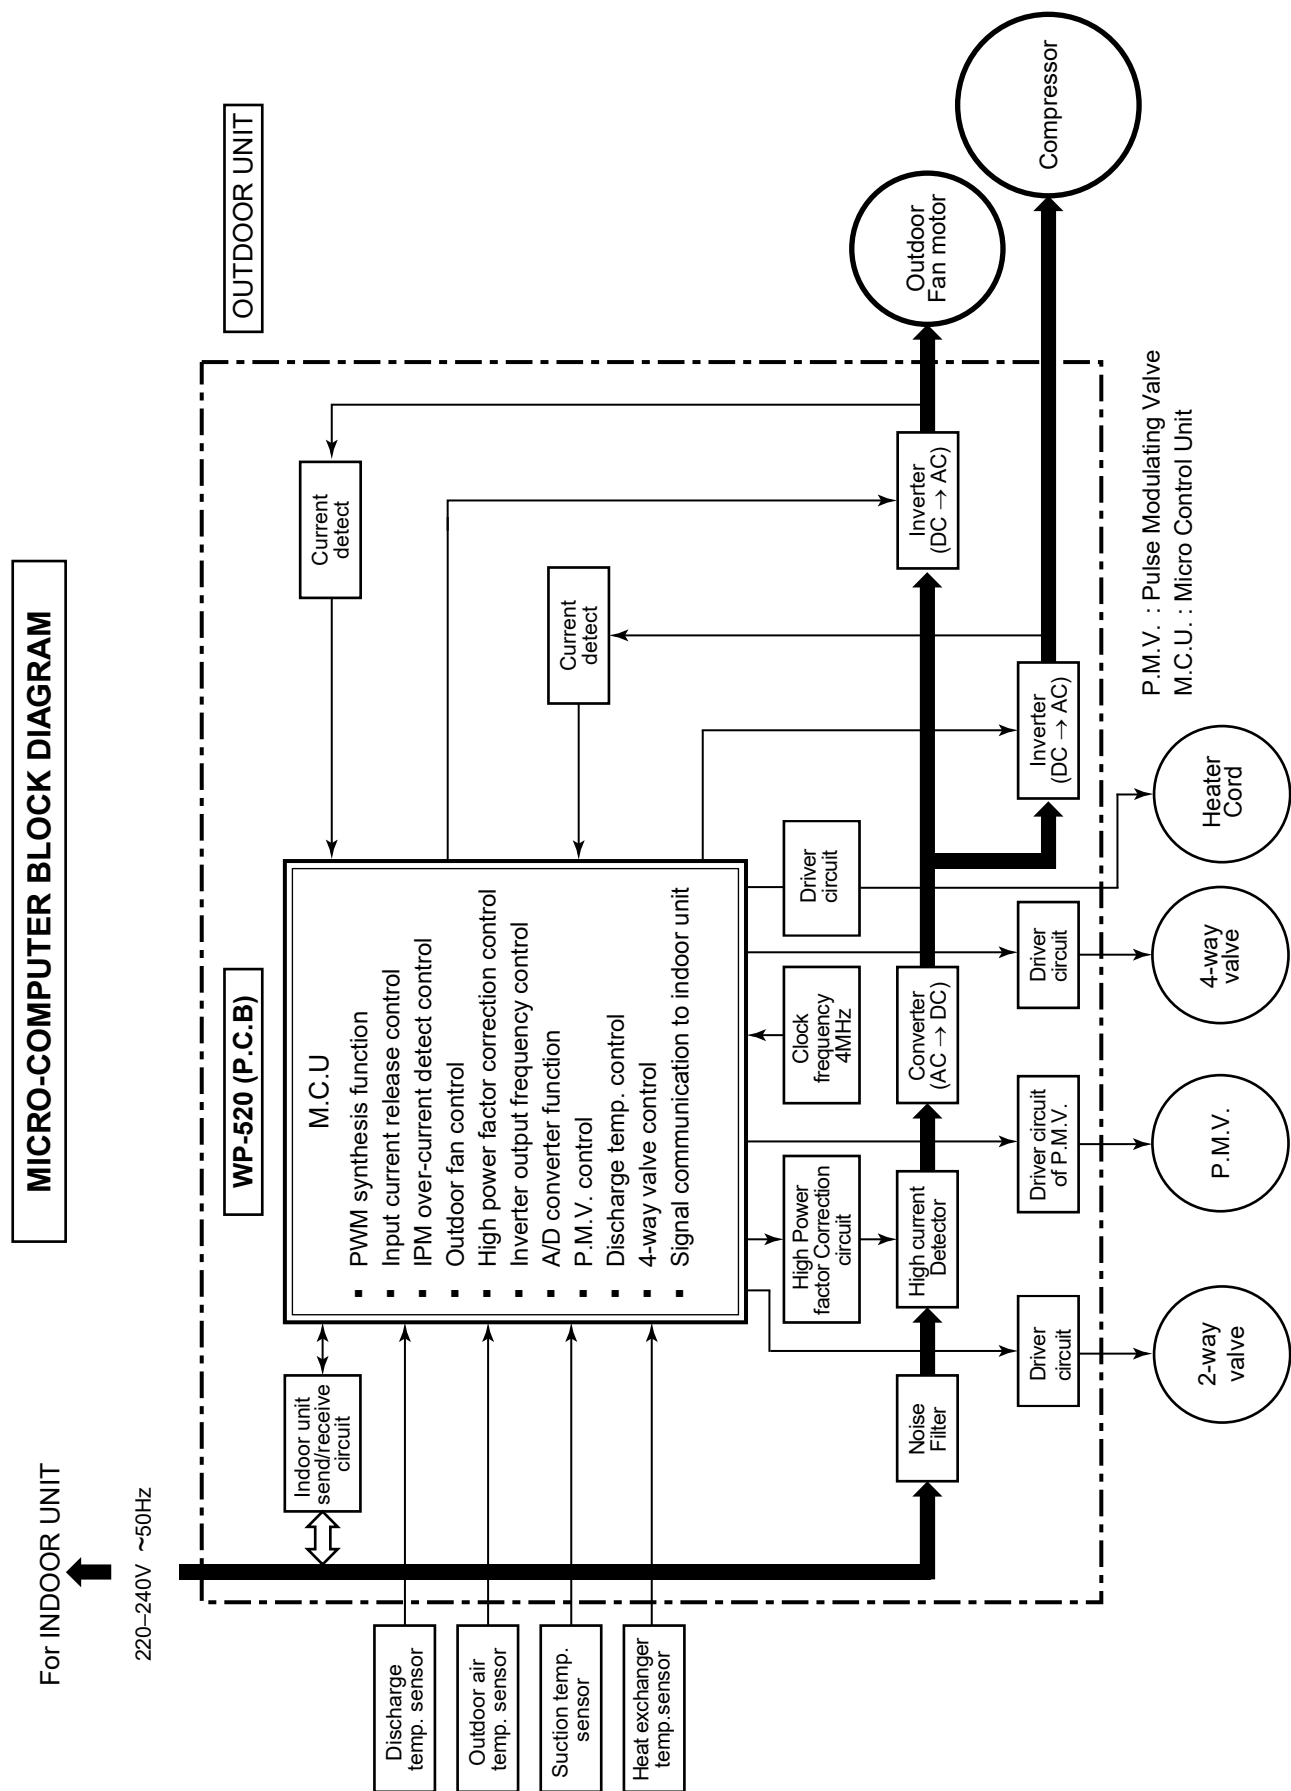 MICRO-COMPUTER BLOCK DIAGRAM
For INDOOR UNIT
220–240V ~50Hz
WP-520 (P.C.B)
OUTDOOR UNIT
M.C.U
▪ PWM synthesis function
▪ Input current release control
▪ IPM over-current detect control
▪ Outdoor fan control
▪ High power factor correction control
▪ Inverter output frequency control
▪ A/D converter function
▪ P.M.V. control
▪ Discharge temp. control
▪ 4-way valve control
▪ Signal communication to indoor unit
Indoor unit
send/receive
circuit
Discharge
temp. sensor
Outdoor air
temp. sensor
Suction temp.
sensor
Heat exchanger
temp.sensor
Current
detect
Current
detect
High Power
factor Correction
circuit
Clock
frequency
4MHz
Driver
circuit
Noise
Filter
High current
Detector
Converter
(AC → DC)
Inverter
(DC → AC)
Outdoor
Fan motor
Inverter
(DC → AC)
Compressor
Driver
circuit
Driver circuit
of P.M.V.
Driver
circuit
2-way
valve
P.M.V.
4-way
valve
Heater
Cord
P.M.V. : Pulse Modulating Valve
M.C.U. : Micro Control Unit